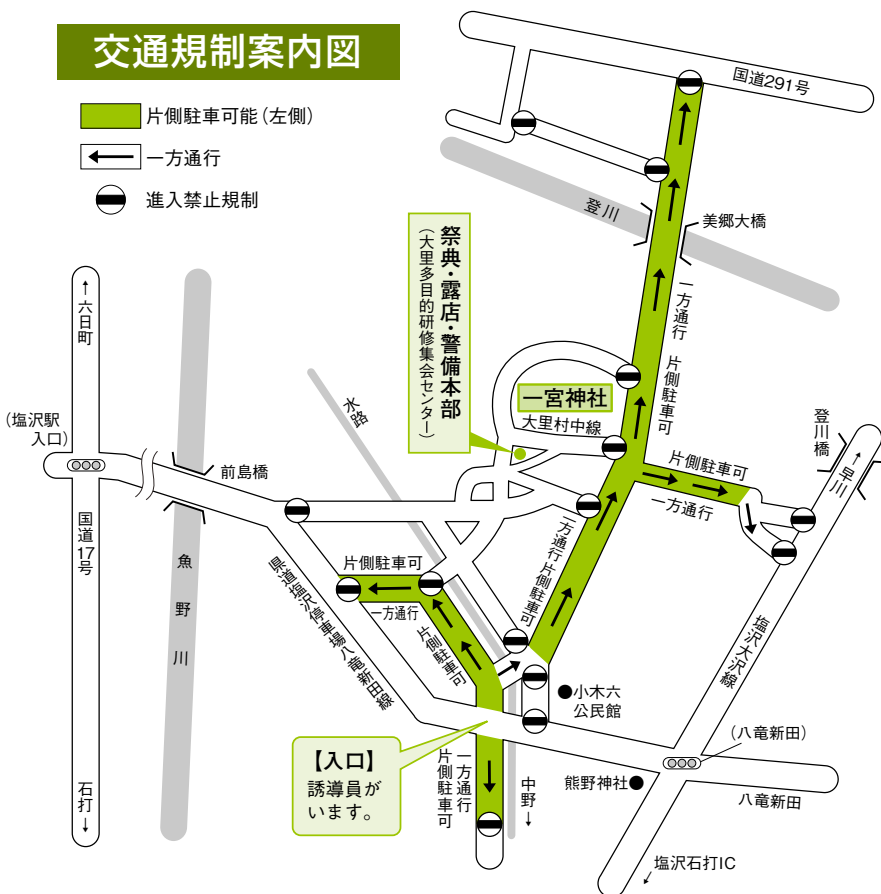 交通規制案内図
片側駐車可能（左側）
一方通行
進入禁止規制
国道291号
登川
美郷大橋
一方通行 片側駐車可
祭典・露店・警備本部
（大里多目的研修集会センター）
一宮神社
大里村中線
水路
←六日町
（塩沢駅
入口）
前島橋
国道17号
魚野川
石打→
片側駐車可
一方通行
登川橋
←早川
片側駐車可
一方通行
片側駐車可
一方通行 片側駐車可
県道塩沢停車場八竜新田線
塩沢大沢線
小木六
公民館
（八竜新田）
【入口】
誘導員が
います。
一方通行
片側駐車可
中野→
熊野神社
八竜新田
塩沢石打IC